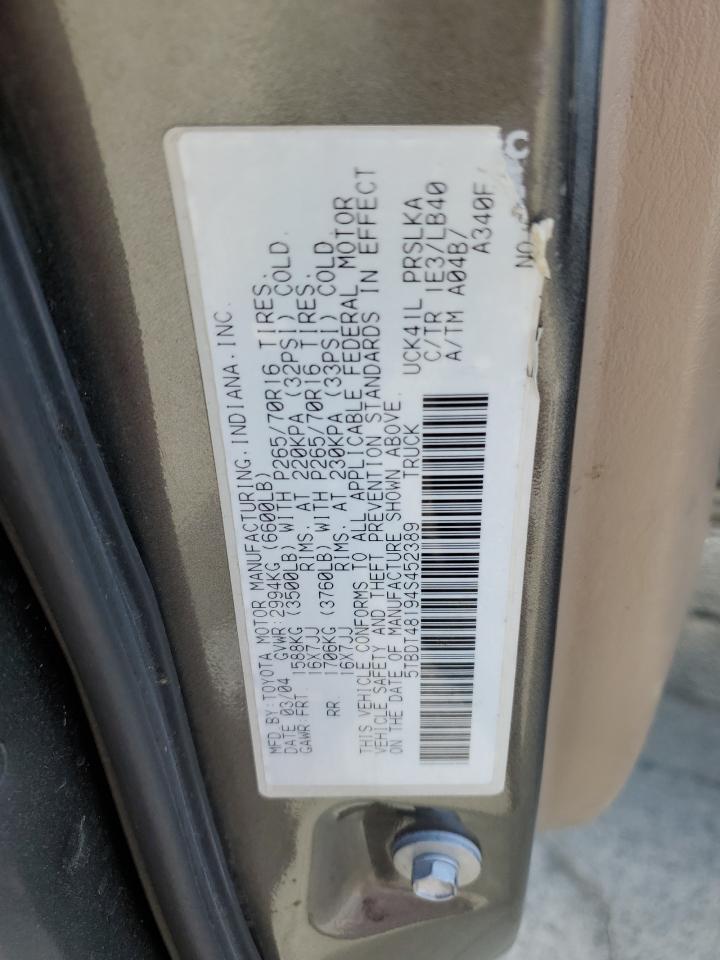 MFD BY:TOYOTA MOTOR MANUFACTURING, INDIANA, INC.
DATE 03/04 GVWR:2994KG (6600LB)
GAWR:FRT 1588KG (3500LB) WITH P265/70R16 TIRES.
16X7JJ RIMS. AT 220KPA (32PSI) COLD.
RR 1706KG (3760LB) WITH P265/70R16 TIRES.
16X7JJ RIMS. AT 230KPA (33PSI) COLD
THIS VEHICLE CONFORMS TO ALL APPLICABLE FEDERAL MOTOR
VEHICLE SAFETY AND THEFT PREVENTION STANDARDS IN EFFECT
ON THE DATE OF MANUFACTURE SHOWN ABOVE.
5TBDT48194S452389 TRUCK
UCK41L PRSLKA
C/TR 1E3/LB40
A/TM A04B/
A340F
NO.